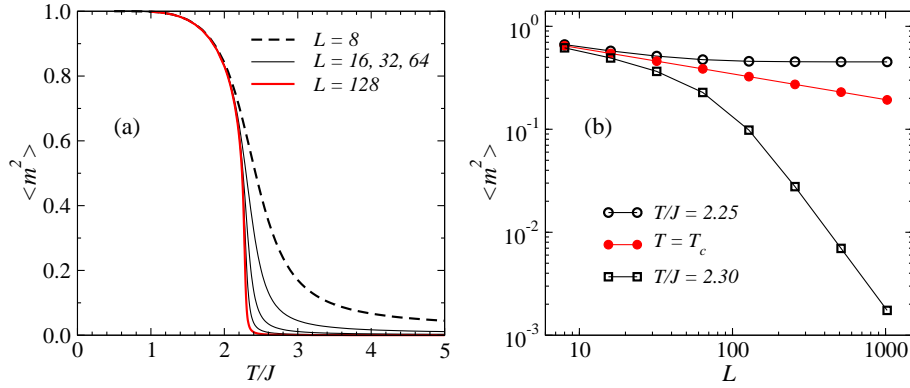 1.0
0.8
0.6
0.4
0.2
0.0
<m²>
(a)
L = 8
L = 16, 32, 64
L = 128
0 1 2 3 4 5
T/J
10⁰
10⁻¹
10⁻²
10⁻³
<m²>
(b)
T/J = 2.25
T = T_c
T/J = 2.30
10 100 1000
L